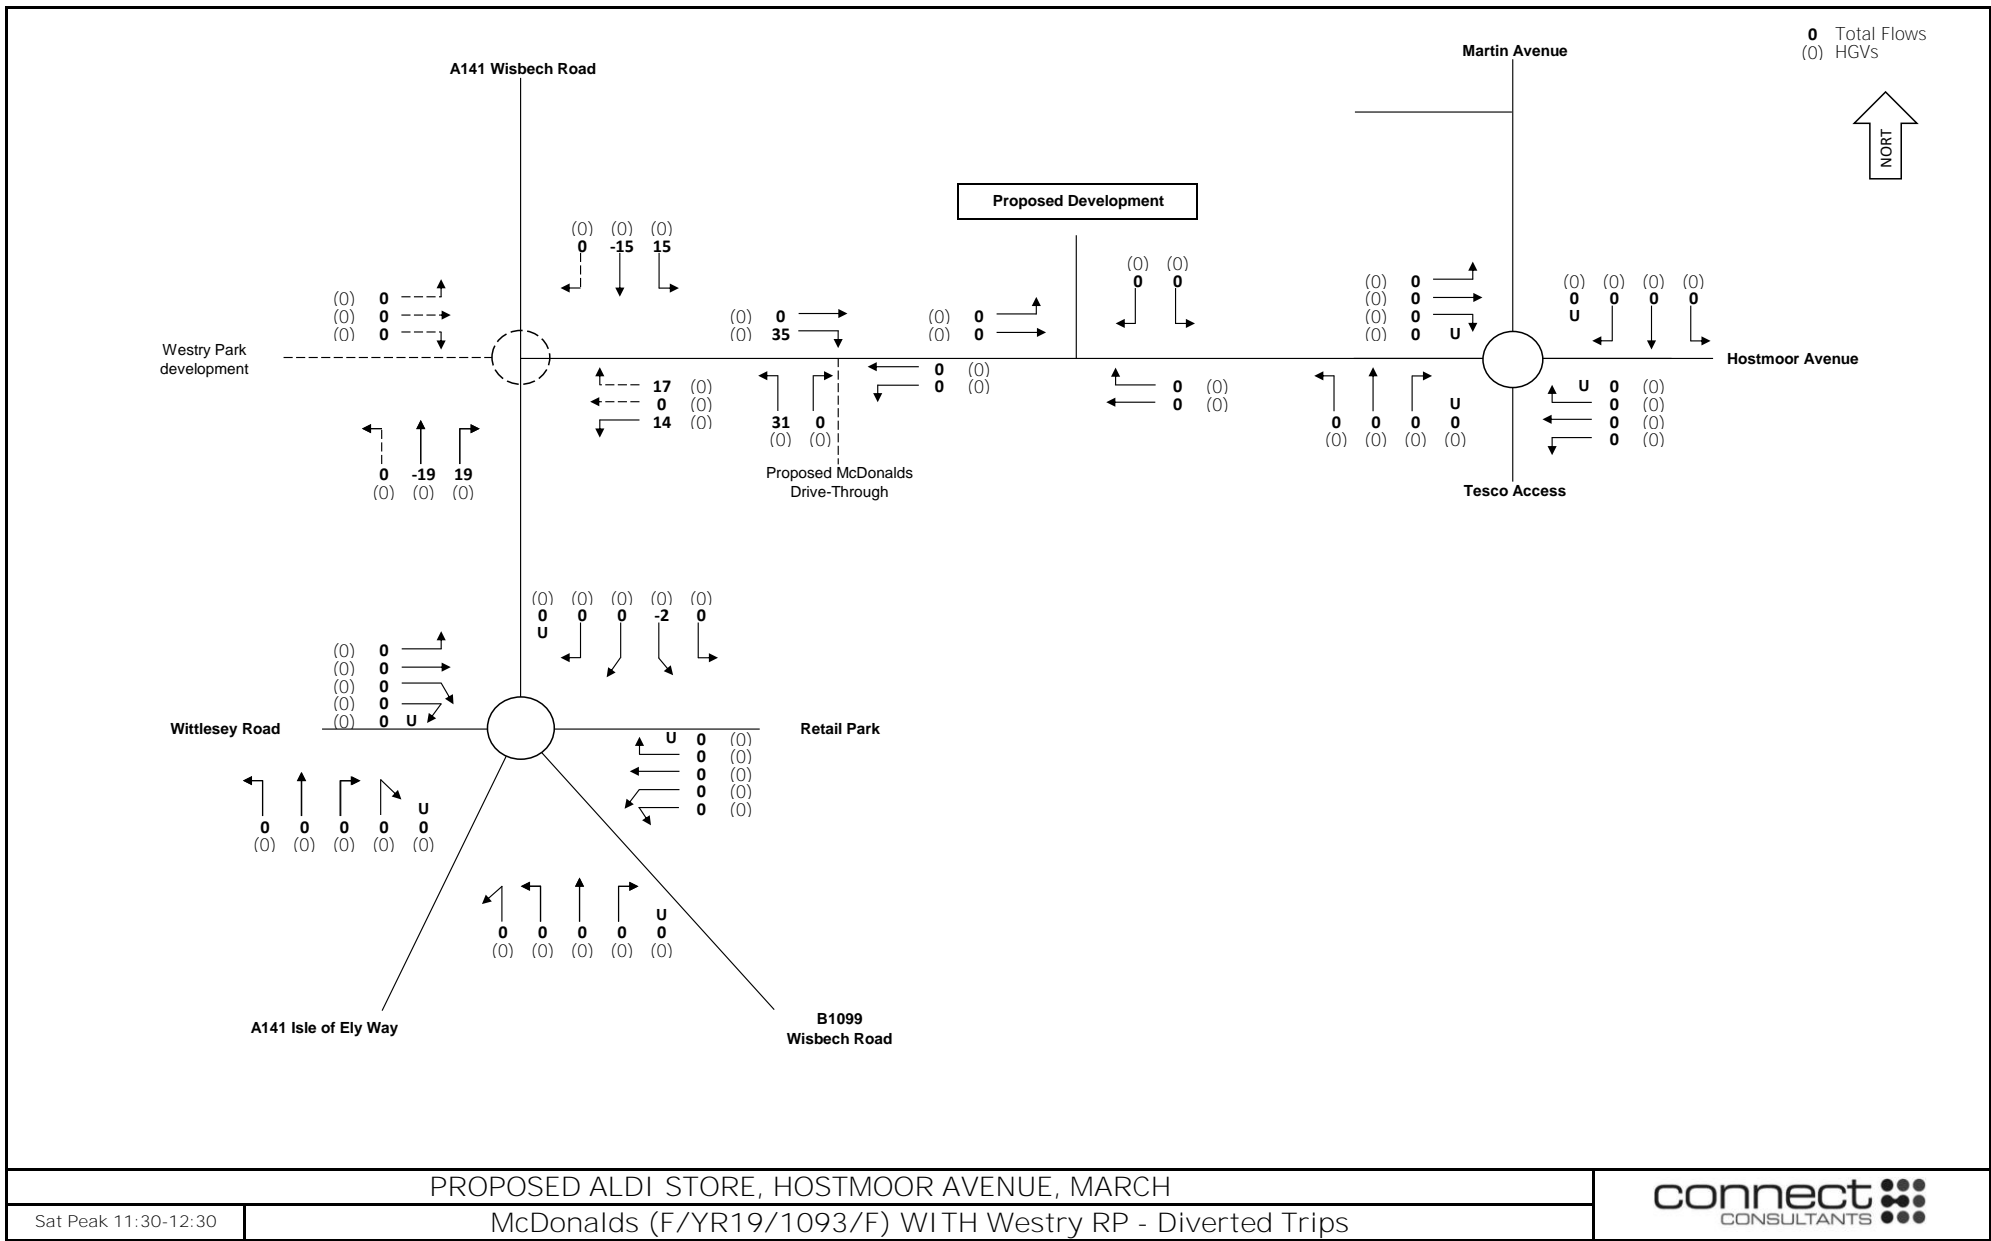 0 Total Flows
(0) HGVs
NORT
A141 Wisbech Road
Martin Avenue
Proposed Development
(0) (0) (0)
0 -15 15
(0) 0
(0) 0
(0) 0
Westry Park
development
17 (0)
0 (0)
14 (0)
0 -19 19
(0) (0) (0)
(0) 0
(0) 35
31 0
(0) (0)
Proposed McDonalds
Drive-Through
(0) 0
(0) 0
0 (0)
0 (0)
(0) (0)
0 0
0 (0)
0 (0)
(0) 0
(0) 0
(0) 0
(0) 0 U
(0) (0) (0) (0)
0 0 0 0
U
Hostmoor Avenue
U
0 0 0 0
(0) (0) (0) (0)
U 0 (0)
0 (0)
0 (0)
0 (0)
Tesco Access
(0) (0) (0) (0) (0)
0 0 0 -2 0
U
(0) 0
(0) 0
(0) 0
(0) 0
(0) 0 U
Wittlesey Road
Retail Park
U 0 (0)
0 (0)
0 (0)
0 (0)
0 (0)
U
0 0 0 0 0
(0) (0) (0) (0) (0)
U
0 0 0 0 0
(0) (0) (0) (0) (0)
A141 Isle of Ely Way
B1099
Wisbech Road
PROPOSED ALDI STORE, HOSTMOOR AVENUE, MARCH
Sat Peak 11:30-12:30
McDonalds (F/YR19/1093/F) WITH Westry RP - Diverted Trips
connect
CONSULTANTS